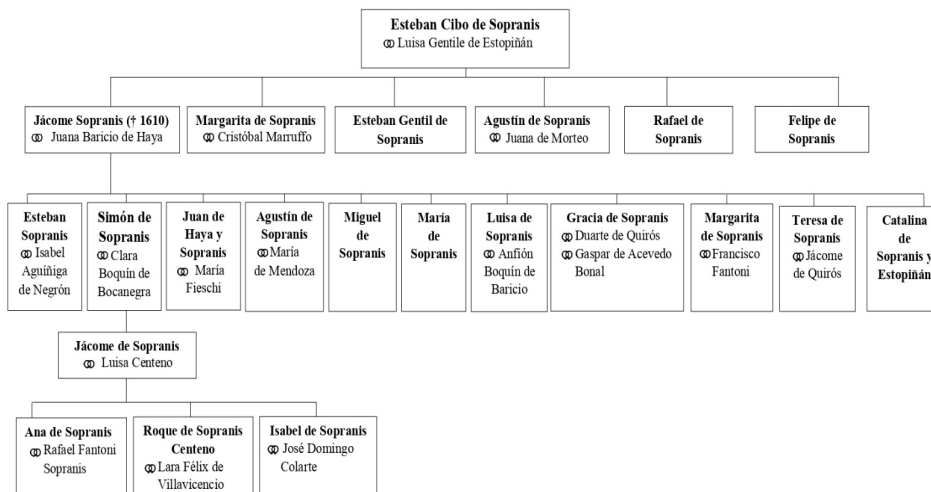 Esteban Cibo de Sopranis
⚭ Luisa Gentile de Estopiñán
Jácome Sopranis († 1610)
⚭ Juana Baricio de Haya
Margarita de Sopranis
⚭ Cristóbal Marruffo
Esteban Gentil de
Sopranis
Agustín de Sopranis
⚭ Juana de Morteo
Rafael de
Sopranis
Felipe de
Sopranis
Esteban
Sopranis
⚭ Isabel
Aguíñiga
de Negrón
Simón de
Sopranis
⚭ Clara
Boquín de
Bocanegra
Juan de
Haya y
Sopranis
⚭ María
Fieschi
Agustín de
Sopranis
⚭ María
de Mendoza
Miguel
de
Sopranis
María
de
Sopranis
Luisa de
Sopranis
⚭ Anfión
Boquín de
Baricio
Gracia de Sopranis
⚭ Duarte de Quirós
⚭ Gaspar de Acevedo
Bonal
Margarita
de Sopranis
⚭ Francisco
Fantoni
Teresa de
Sopranis
⚭ Jácome
de Quirós
Catalina
de
Sopranis y
Estopiñán
Jácome de Sopranis
⚭ Luisa Centeno
Ana de Sopranis
⚭ Rafael Fantoni
Sopranis
Roque de Sopranis
Centeno
⚭ Lara Félix de
Villavicencio
Isabel de Sopranis
⚭ José Domingo
Colarte